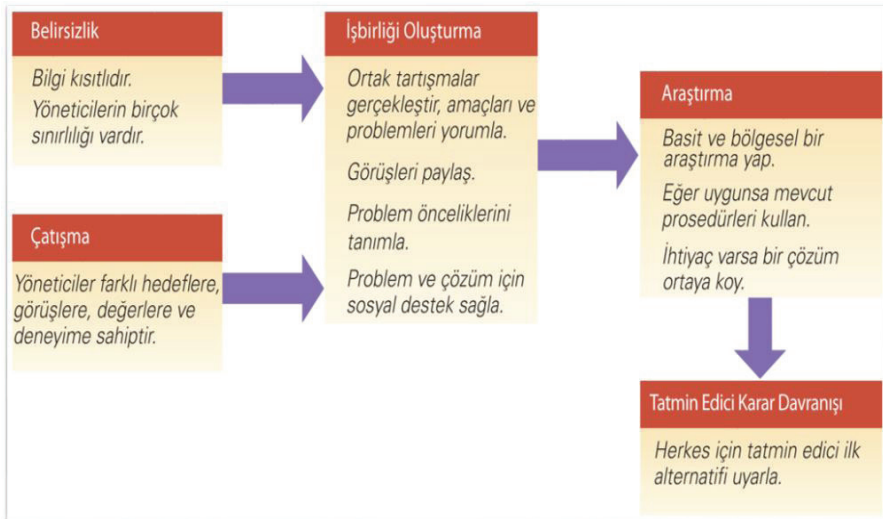 Belirsizlik
Bilgi kısıtlıdır.
Yöneticilerin birçok
sınırlılığı vardır.
Çatışma
Yöneticiler farklı hedeflere,
görüşlere, değerlere ve
deneyime sahiptir.
İşbirliği Oluşturma
Ortak tartışmalar
gerçekleştir, amaçları ve
problemleri yorumla.
Görüşleri paylaş.
Problem önceliklerini
tanımla.
Problem ve çözüm için
sosyal destek sağla.
Araştırma
Basit ve bölgesel bir
araştırma yap.
Eğer uygunsa mevcut
prosedürleri kullan.
İhtiyaç varsa bir çözüm
ortaya koy.
Tatmin Edici Karar Davranışı
Herkes için tatmin edici ilk
alternatifi uyarla.